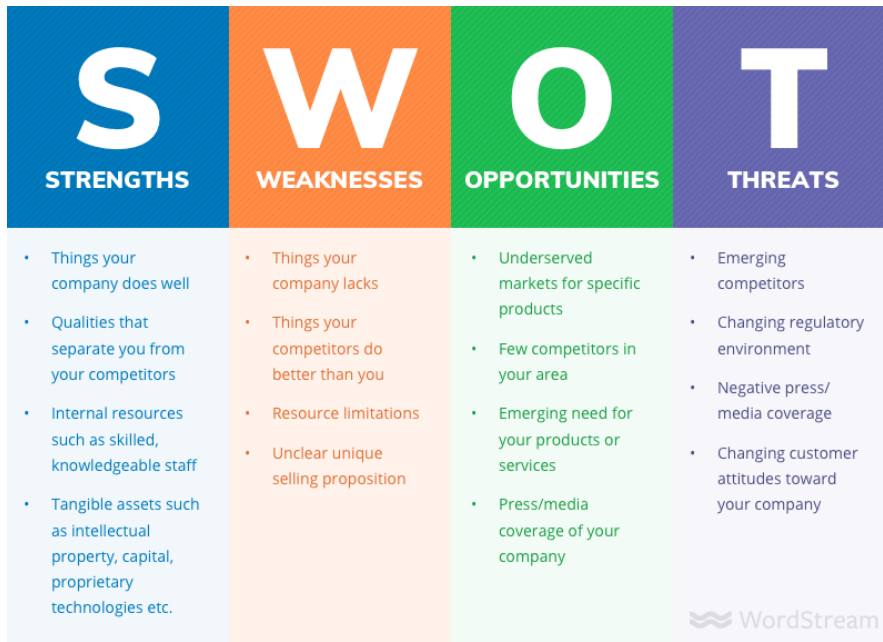 S
STRENGTHS
• Things your
company does well
• Qualities that
separate you from
your competitors
• Internal resources
such as skilled,
knowledgeable staff
• Tangible assets such
as intellectual
property, capital,
proprietary
technologies etc.
W
WEAKNESSES
• Things your
company lacks
• Things your
competitors do
better than you
• Resource limitations
• Unclear unique
selling proposition
O
OPPORTUNITIES
• Underserved
markets for specific
products
• Few competitors in
your area
• Emerging need for
your products or
services
• Press/media
coverage of your
company
T
THREATS
• Emerging
competitors
• Changing regulatory
environment
• Negative press/
media coverage
• Changing customer
attitudes toward
your company
WordStream